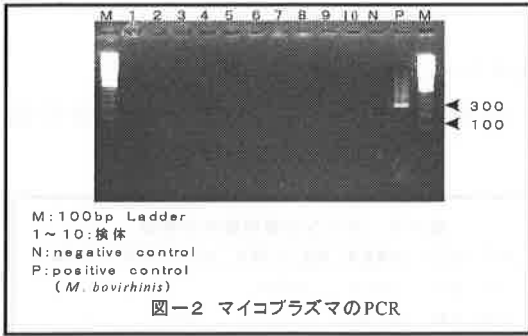 M 1 2 3 4 5 6 7 8 9 10 N P M
300
100
M:100bp Ladder
1~10:検体
N:negative control
P:positive control
(M. bovirhinis)
図-2 マイコプラズマのPCR